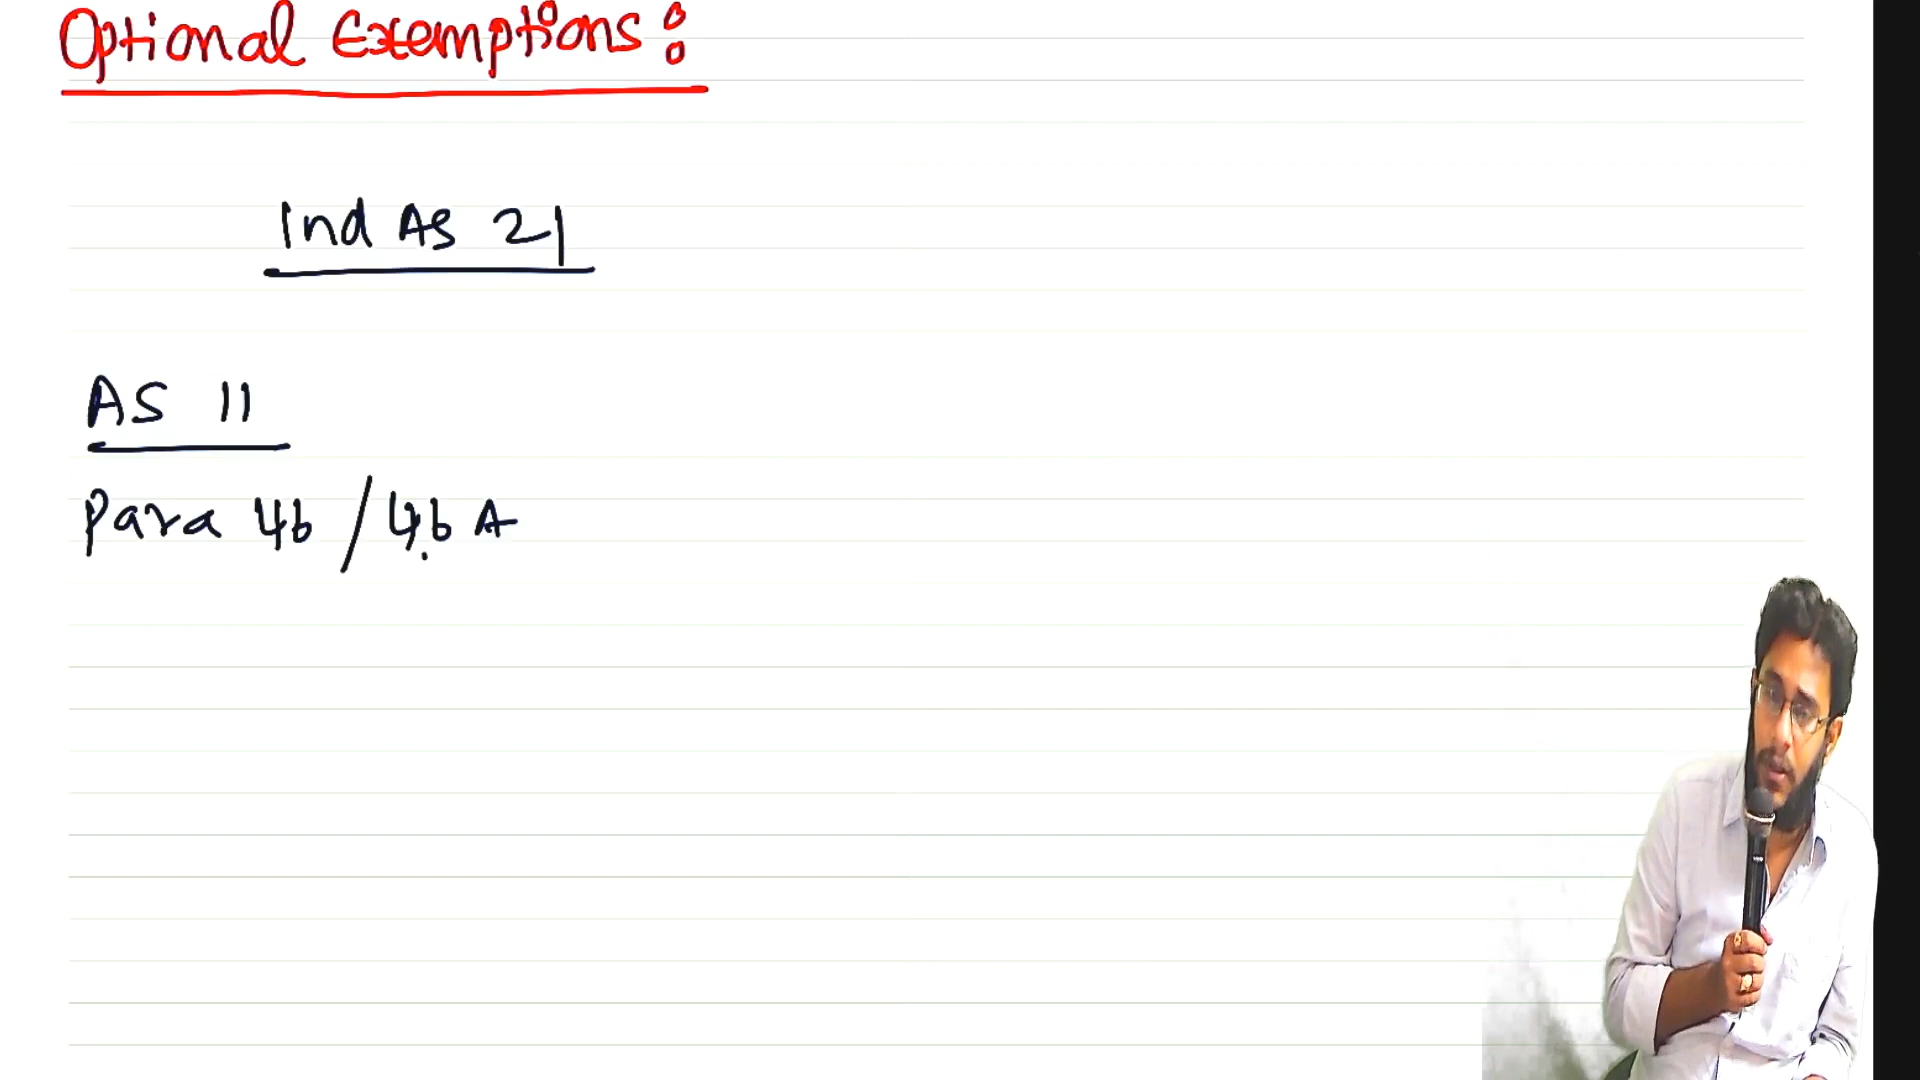 Optional Exemptions:
Ind AS 21
AS 11
Para 46 / 46 A